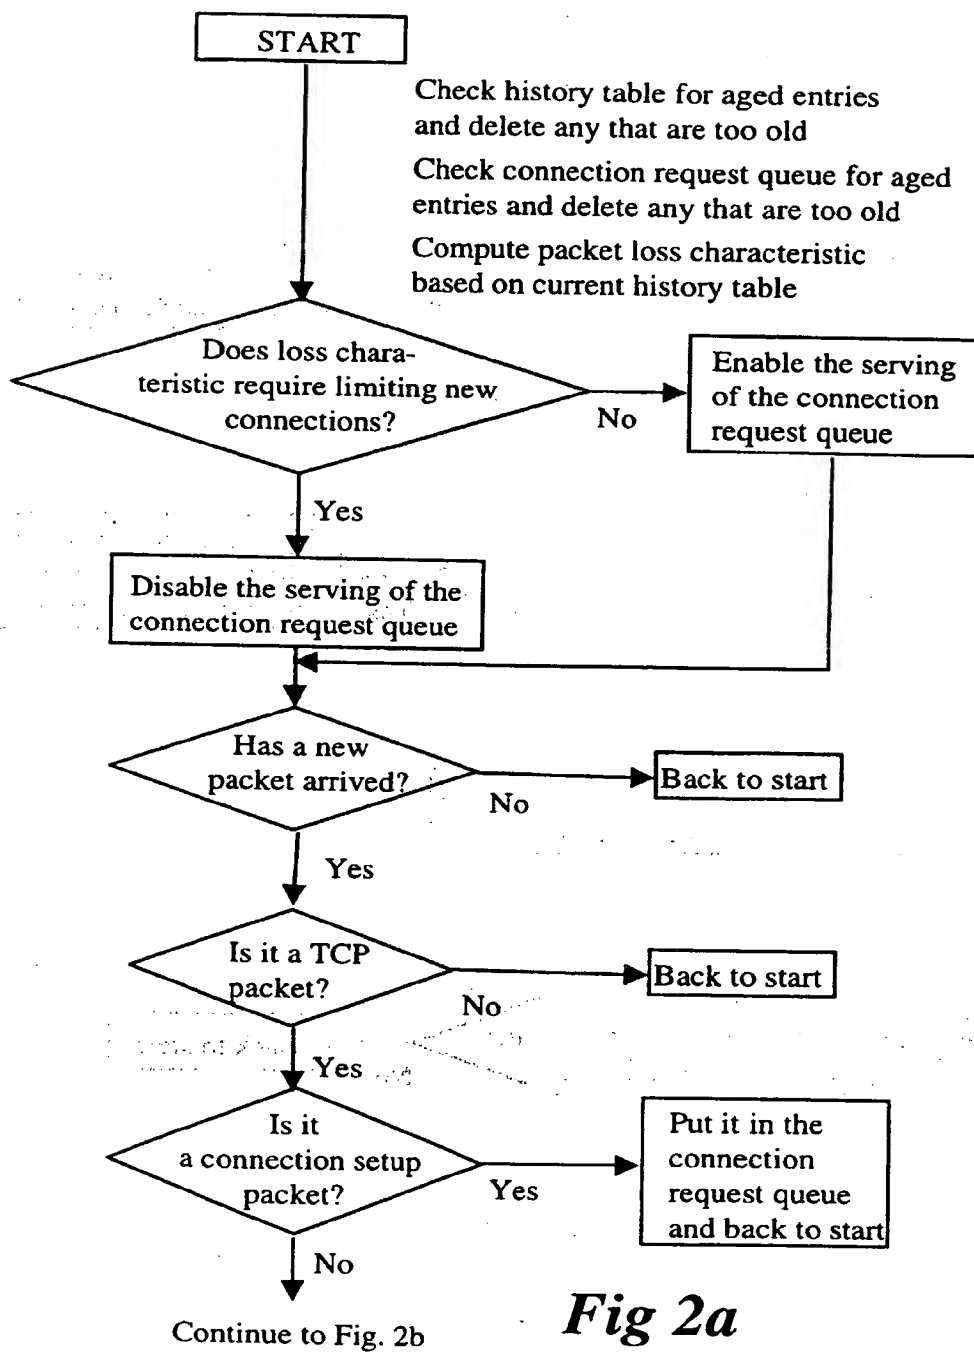 START
Check history table for aged entries
and delete any that are too old
Check connection request queue for aged
entries and delete any that are too old
Compute packet loss characteristic
based on current history table
Does loss chara-
teristic require limiting new
connections?
No
Enable the serving
of the connection
request queue
Yes
Disable the serving of the
connection request queue
Has a new
packet arrived?
No
Back to start
Yes
Is it a TCP
packet?
No
Back to start
Yes
Is it
a connection setup
packet?
Yes
Put it in the
connection
request queue
and back to start
No
Continue to Fig. 2b
Fig 2a